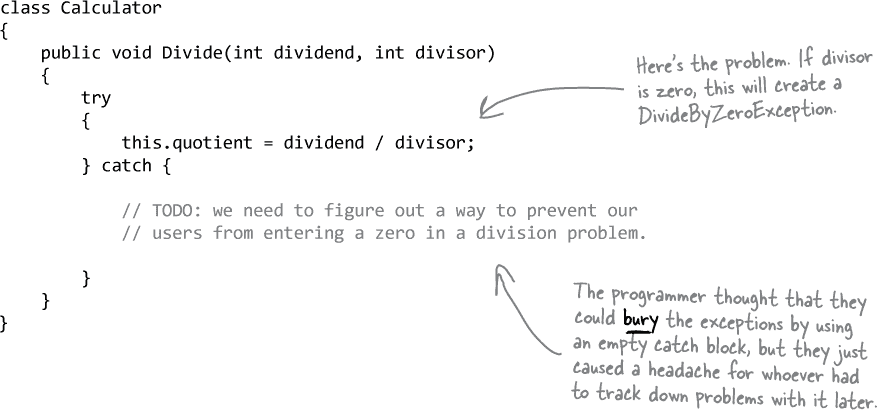 class Calculator
{
public void Divide(int dividend, int divisor)
{
try
{
this.quotient = dividend / divisor;
} catch {
// TODO: we need to figure out a way to prevent our
// users from entering a zero in a division problem.
}
}
}
Here's the problem. If divisor
is zero, this will create a
DivideByZeroException.
The programmer thought that they
could bury the exceptions by using
an empty catch block, but they just
caused a headache for whoever had
to track down problems with it later.